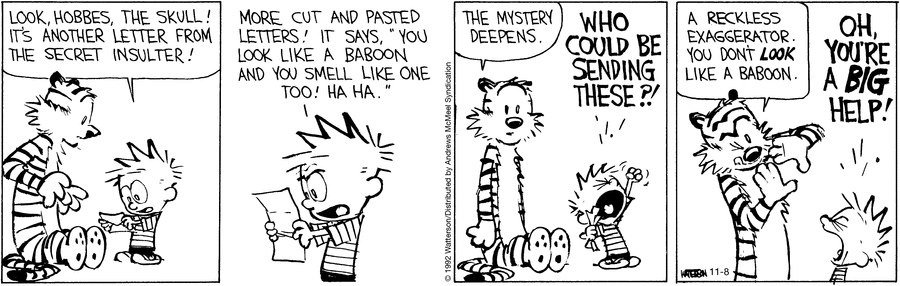 LOOK, HOBBES, THE SKULL!
IT'S ANOTHER LETTER FROM
THE SECRET INSULTER!
MORE CUT AND PASTED
LETTERS! IT SAYS, "YOU
LOOK LIKE A BABOON
AND YOU SMELL LIKE ONE
TOO! HA HA."
© 1992 Watterson/Distributed by Andrews McMeel Syndication
THE MYSTERY
DEEPENS.
WHO
COULD BE
SENDING
THESE?!
A RECKLESS
EXAGGERATOR.
YOU DON'T LOOK
LIKE A BABOON.
OH,
YOU'RE
A BIG
HELP!
WATTERSON 11-8